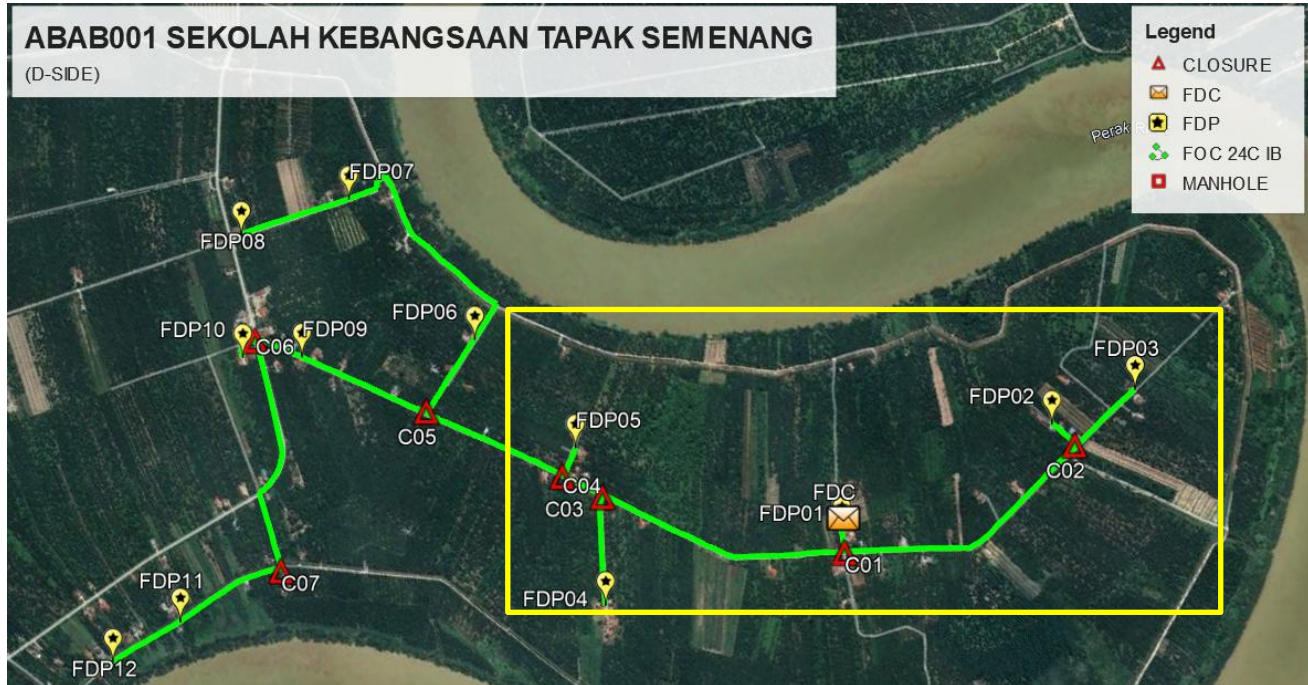 ABAB001 SEKOLAH KEBANGSAAN TAPAK SEMENANG
(D-SIDE)
Legend
CLOSURE
FDC
FDP
FOC 24C IB
MANHOLE
Perak R
FDP07
FDP08
FDP06
FDP10
FDP09
C06
FDP03
FDP02
C05
FDP05
C02
C04
C03
FDC
FDP01
C01
C07
FDP11
FDP04
FDP12